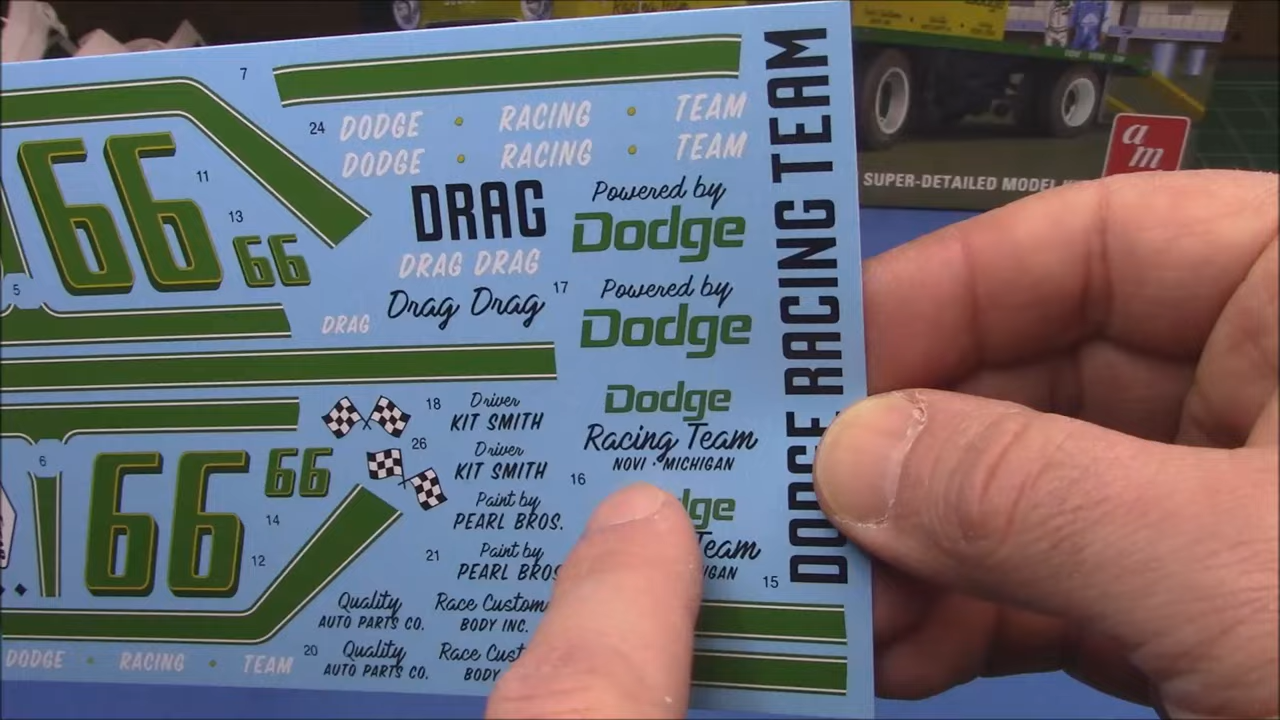 7
24
DODGE • RACING • TEAM
DODGE • RACING • TEAM
66
11
13
66
5
DRAG
DRAG DRAG
Drag Drag
17
DRAG
Powered by
Dodge
Powered by
Dodge
DODGE RACING TEAM
18
Driver
KIT SMITH
26
Driver
KIT SMITH
Dodge
Racing Team
NOVI • MICHIGAN
16
6
66
66
14
12
Paint by
PEARL BROS.
21
Paint by
PEARL BROS
Team
15
Quality
AUTO PARTS CO.
Race Custom
BODY INC.
20
Quality
AUTO PARTS CO.
Race
BODY
DODGE • RACING • TEAM
SUPER-DETAILED MODEL
am